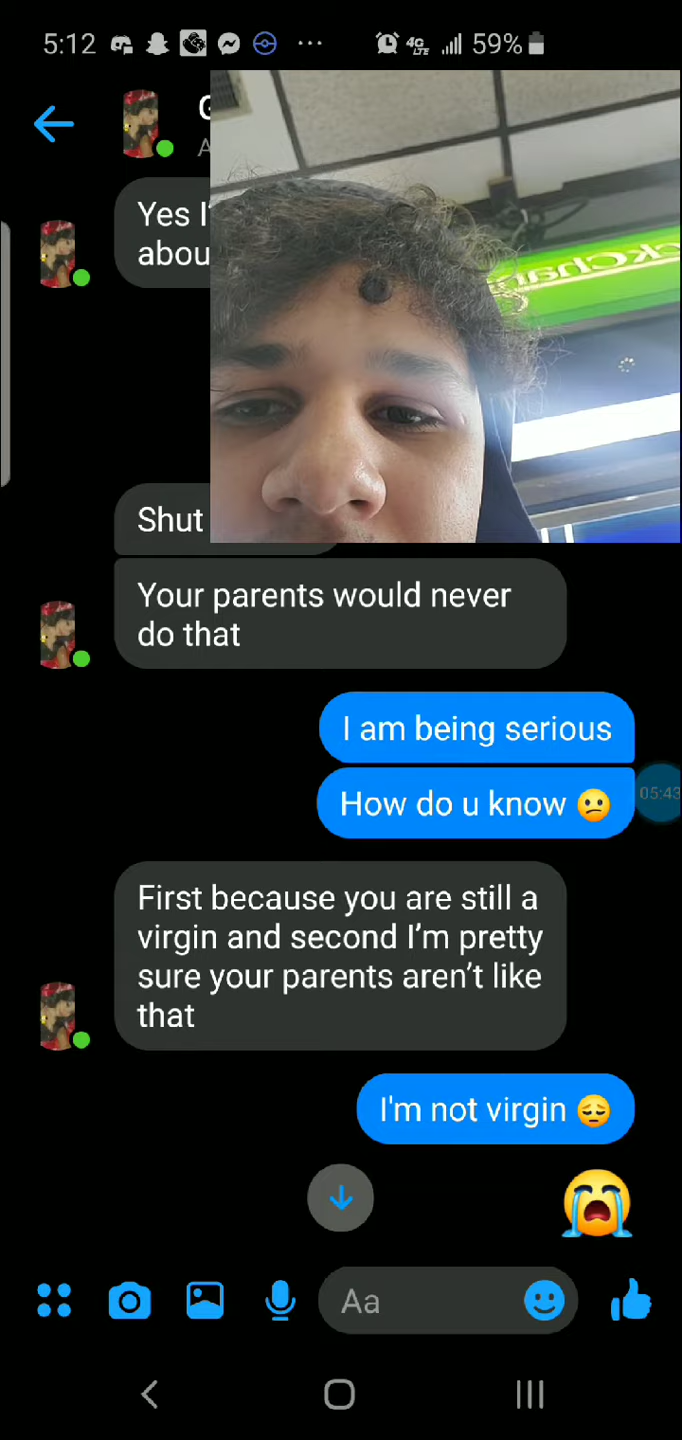 5:12 59%
Yes I'
abou
Shut
Your parents would never
do that
I am being serious
How do u know 😕
05:43
First because you are still a
virgin and second I'm pretty
sure your parents aren't like
that
I'm not virgin 😔
😭
Aa